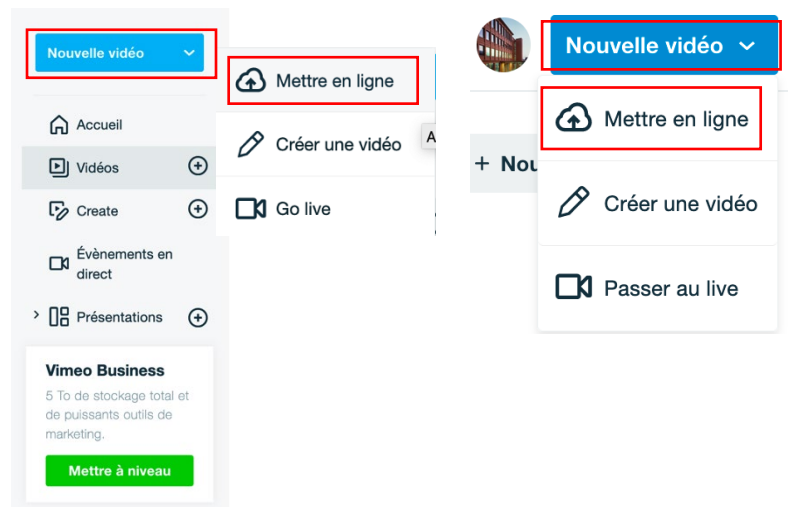 Nouvelle vidéo
Mettre en ligne
Créer une vidéo
A
Go live
Accueil
Vidéos
Create
Évènements en
direct
Présentations
Vimeo Business
5 To de stockage total et
de puissants outils de
marketing.
Mettre à niveau
Nouvelle vidéo
+ Nou
Mettre en ligne
Créer une vidéo
Passer au live